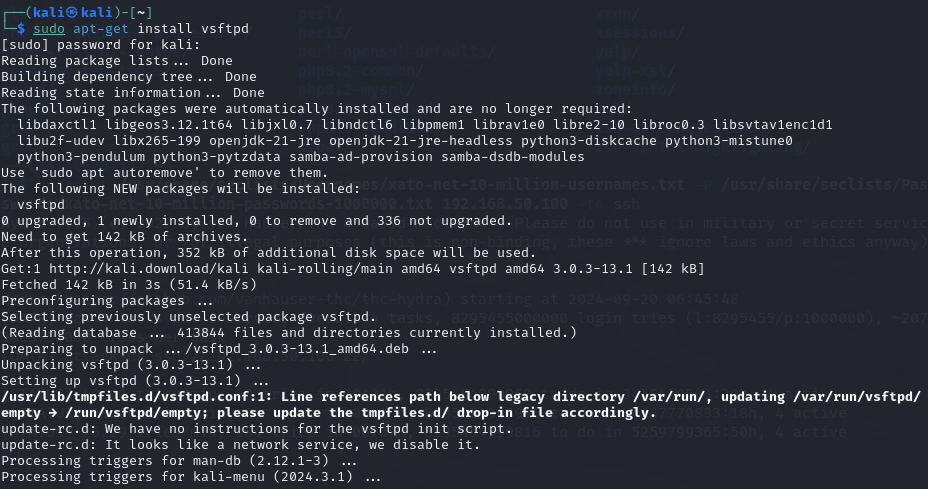 ┌──(kali㉿kali)-[~]
└─$ sudo apt-get install vsftpd
[sudo] password for kali:
Reading package lists... Done
Building dependency tree... Done
Reading state information... Done
The following packages were automatically installed and are no longer required:
  libdaxctl1 libgeos3.12.1t64 libjxl0.7 libndctl6 libpmem1 librav1e0 libre2-10 libroc0.3 libsvtav1enc1d1
  libu2f-udev libx265-199 openjdk-21-jre openjdk-21-jre-headless python3-diskcache python3-mistune0
  python3-pendulum python3-pytzdata samba-ad-provision samba-dsdb-modules
Use 'sudo apt autoremove' to remove them.
The following NEW packages will be installed:
  vsftpd
0 upgraded, 1 newly installed, 0 to remove and 336 not upgraded.
Need to get 142 kB of archives.
After this operation, 352 kB of additional disk space will be used.
Get:1 http://kali.download/kali kali-rolling/main amd64 vsftpd amd64 3.0.3-13.1 [142 kB]
Fetched 142 kB in 3s (51.4 kB/s)
Preconfiguring packages ...
Selecting previously unselected package vsftpd.
(Reading database ... 413844 files and directories currently installed.)
Preparing to unpack .../vsftpd_3.0.3-13.1_amd64.deb ...
Unpacking vsftpd (3.0.3-13.1) ...
Setting up vsftpd (3.0.3-13.1) ...
/usr/lib/tmpfiles.d/vsftpd.conf:1: Line references path below legacy directory /var/run/, updating /var/run/vsftpd/
empty → /run/vsftpd/empty; please update the tmpfiles.d/ drop-in file accordingly.
update-rc.d: We have no instructions for the vsftpd init script.
update-rc.d: It looks like a network service, we disable it.
Processing triggers for man-db (2.12.1-3) ...
Processing triggers for kali-menu (2024.3.1) ...